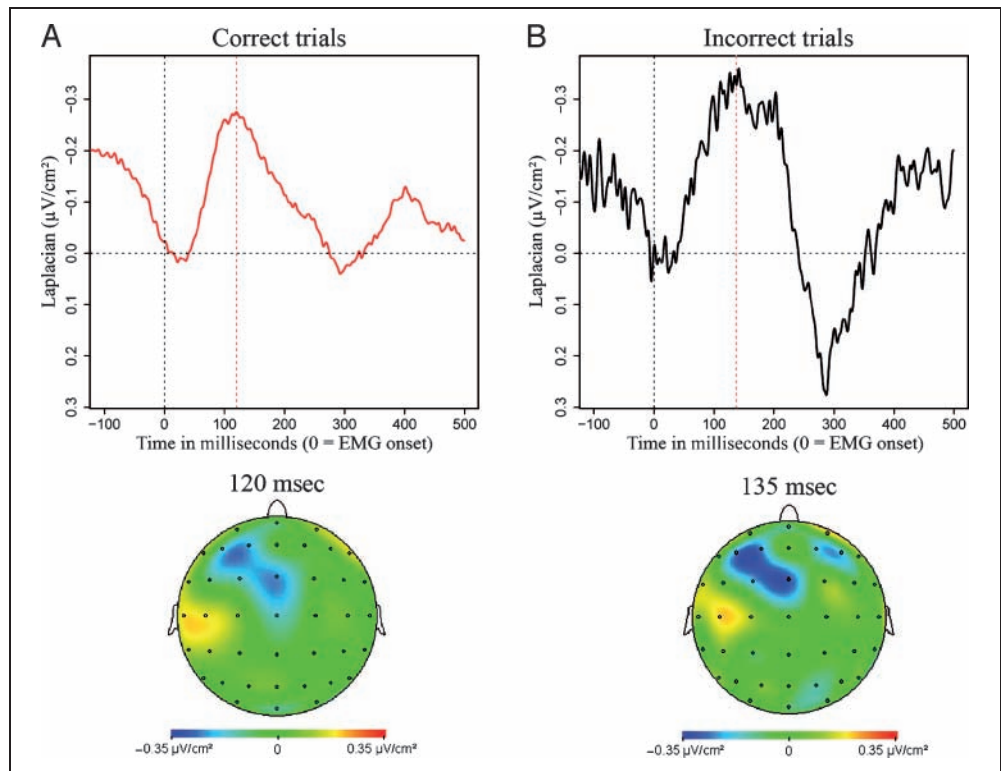 A
Correct trials
Laplacian (μV/cm²)
-0.3
-0.2
-0.1
0.0
0.1
0.2
0.3
-100 0 100 200 300 400 500
Time in milliseconds (0 = EMG onset)
120 msec
−0.35 μV/cm² 0 0.35 μV/cm²
B
Incorrect trials
Laplacian (μV/cm²)
-0.3
-0.2
-0.1
0.0
0.1
0.2
0.3
-100 0 100 200 300 400 500
Time in milliseconds (0 = EMG onset)
135 msec
−0.35 μV/cm² 0 0.35 μV/cm²